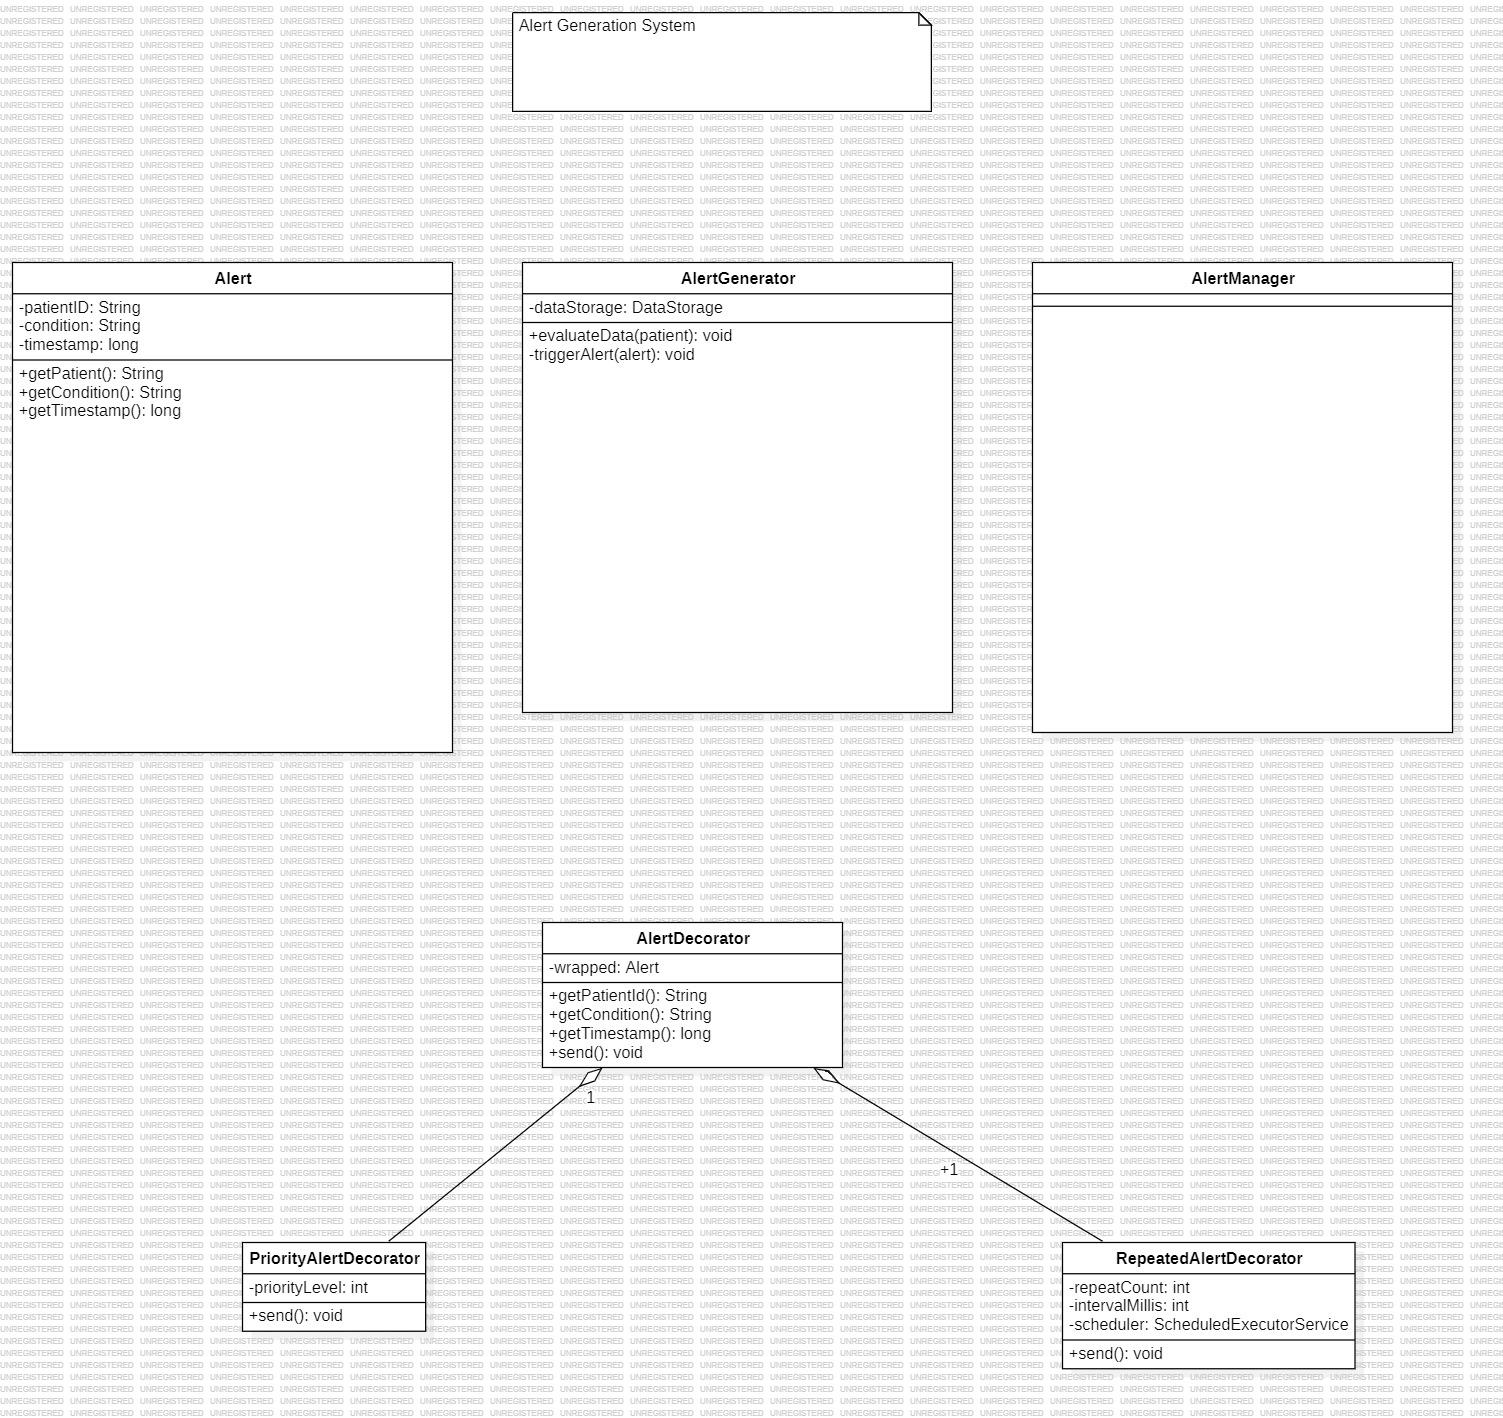 Alert Generation System
Alert
-patientID: String
-condition: String
-timestamp: long
+getPatient(): String
+getCondition(): String
+getTimestamp(): long
AlertGenerator
-dataStorage: DataStorage
+evaluateData(patient): void
-triggerAlert(alert): void
AlertManager
AlertDecorator
-wrapped: Alert
+getPatientId(): String
+getCondition(): String
+getTimestamp(): long
+send(): void
1
+1
PriorityAlertDecorator
-priorityLevel: int
+send(): void
RepeatedAlertDecorator
-repeatCount: int
-intervalMillis: int
-scheduler: ScheduledExecutorService
+send(): void
UNREGISTERED